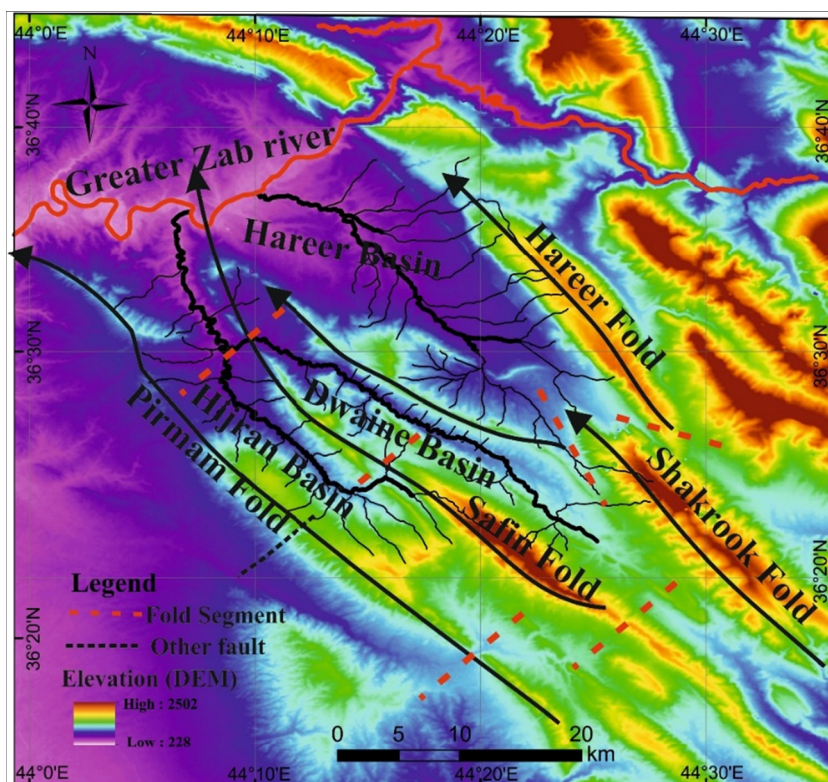 44°0'E
44°10'E
44°20'E
44°30'E
N
36°40'N
36°40'N
Greater Zab river
Hareer Basin
Hareer Fold
36°30'N
36°30'N
Dwaine Basin
Hijkan Basin
Pirmam Fold
Safin Fold
Shakrook Fold
36°20'N
36°20'N
Legend
Fold Segment
Other fault
Elevation (DEM)
High : 2502
Low : 228
0 5 10 20
km
44°0'E
44°10'E
44°20'E
44°30'E